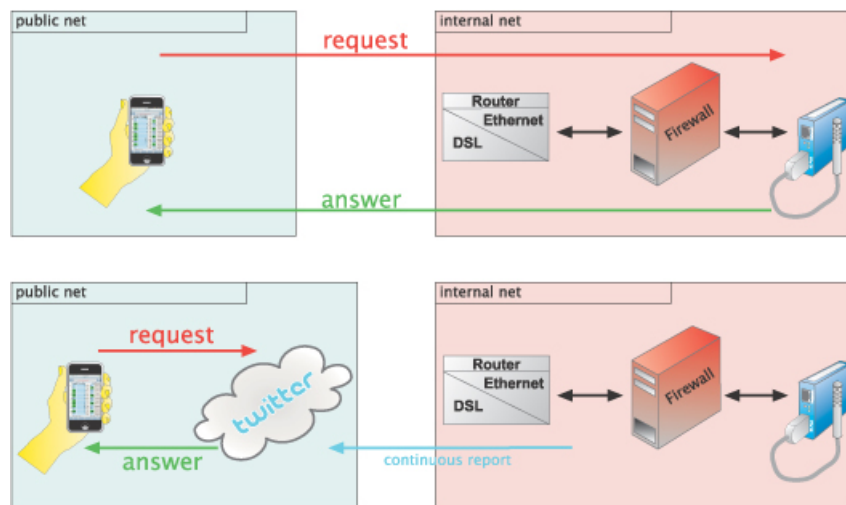 public net
internal net
request
Router
Ethernet
DSL
Firewall
answer
public net
internal net
request
twitter
Router
Ethernet
DSL
Firewall
answer
continuous report